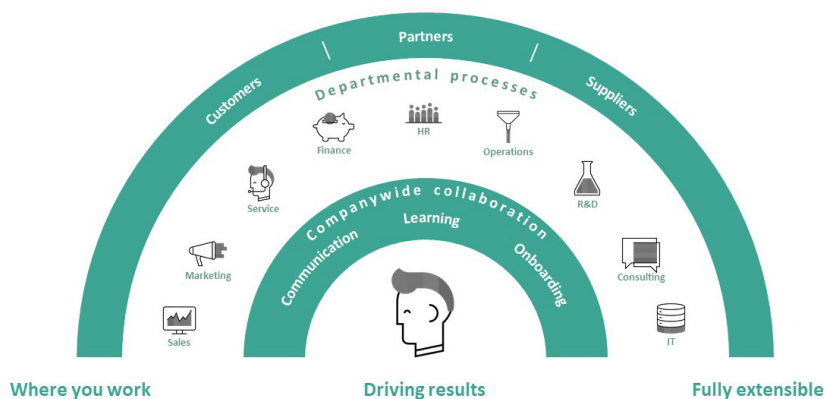 Customers
Partners
Suppliers
Departmental processes
Sales
Marketing
Service
Finance
HR
Operations
R&D
Consulting
IT
Companywide collaboration
Communication
Learning
Onboarding
Where you work
Driving results
Fully extensible